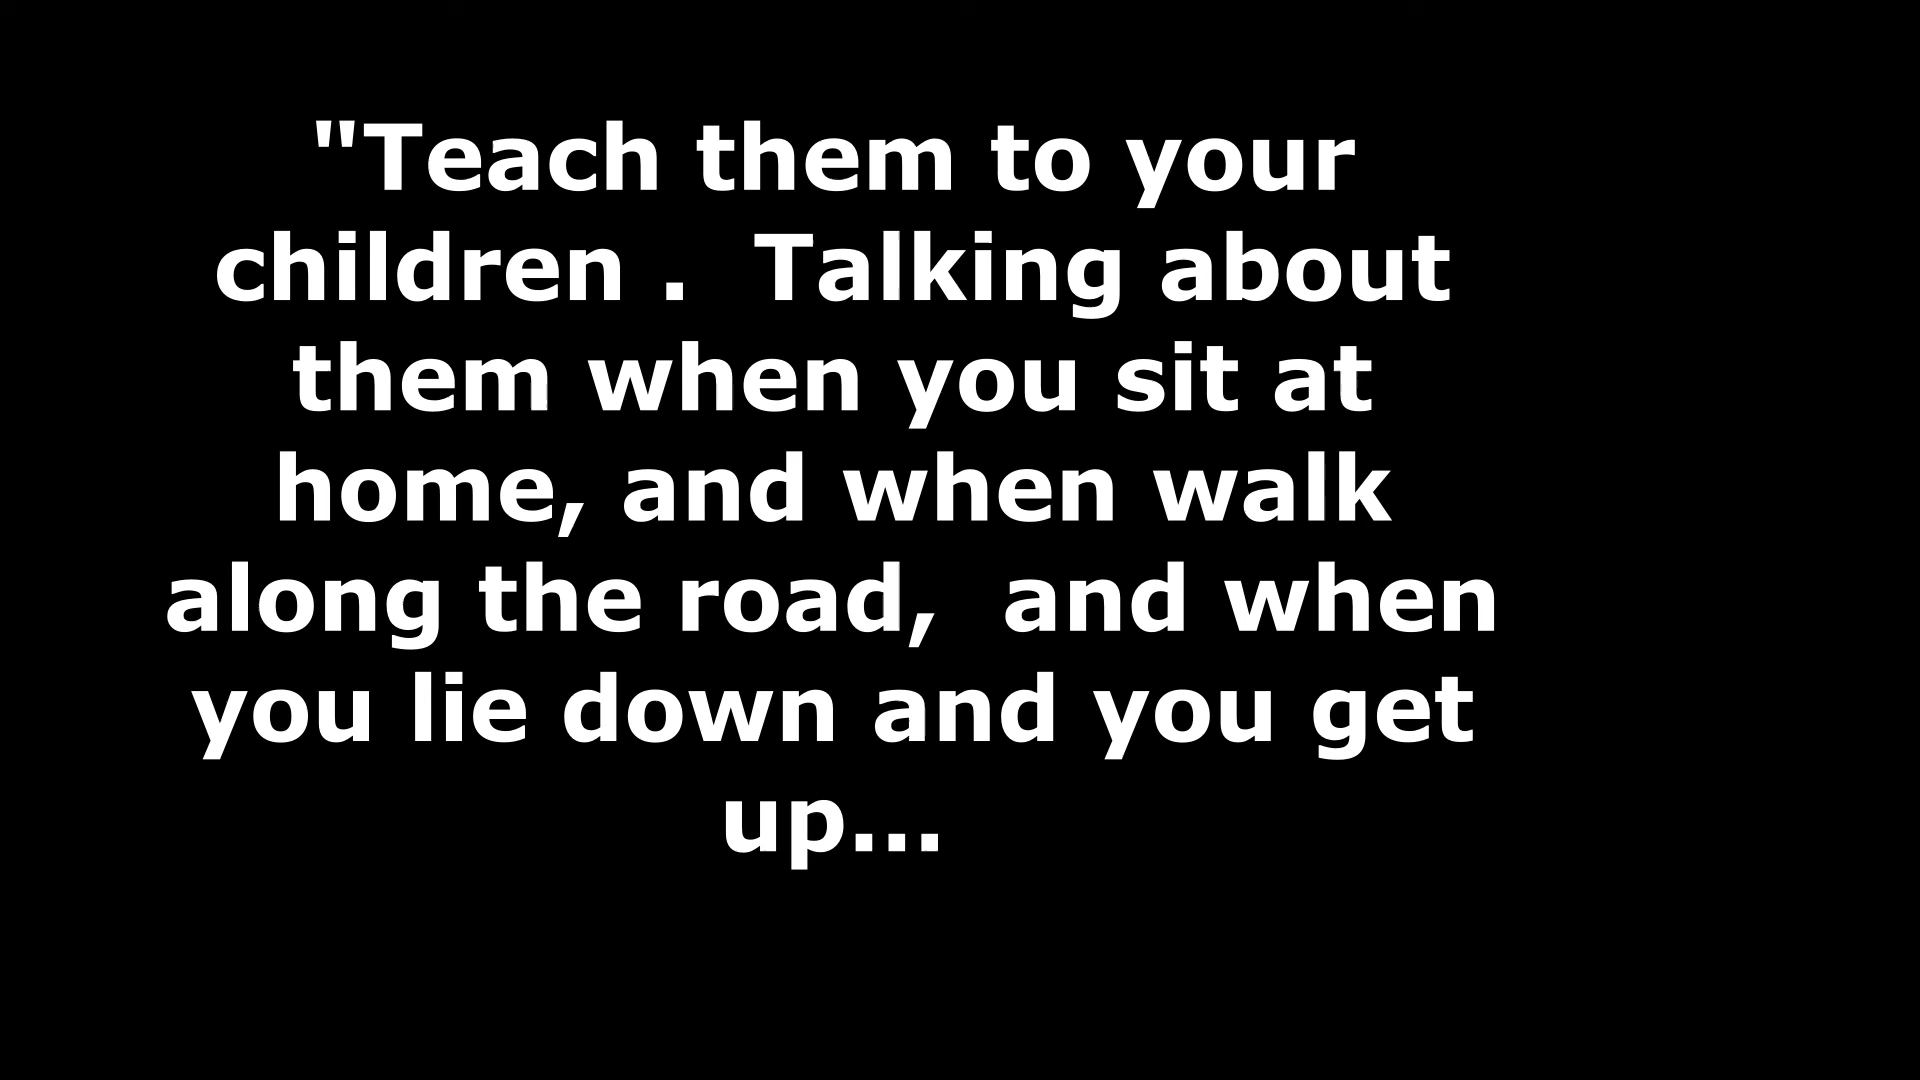 "Teach them to your
children .  Talking about
them when you sit at
home, and when walk
along the road,  and when
you lie down and you get
up...